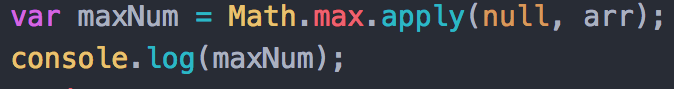 var maxNum = Math.max.apply(null, arr);
console.log(maxNum);